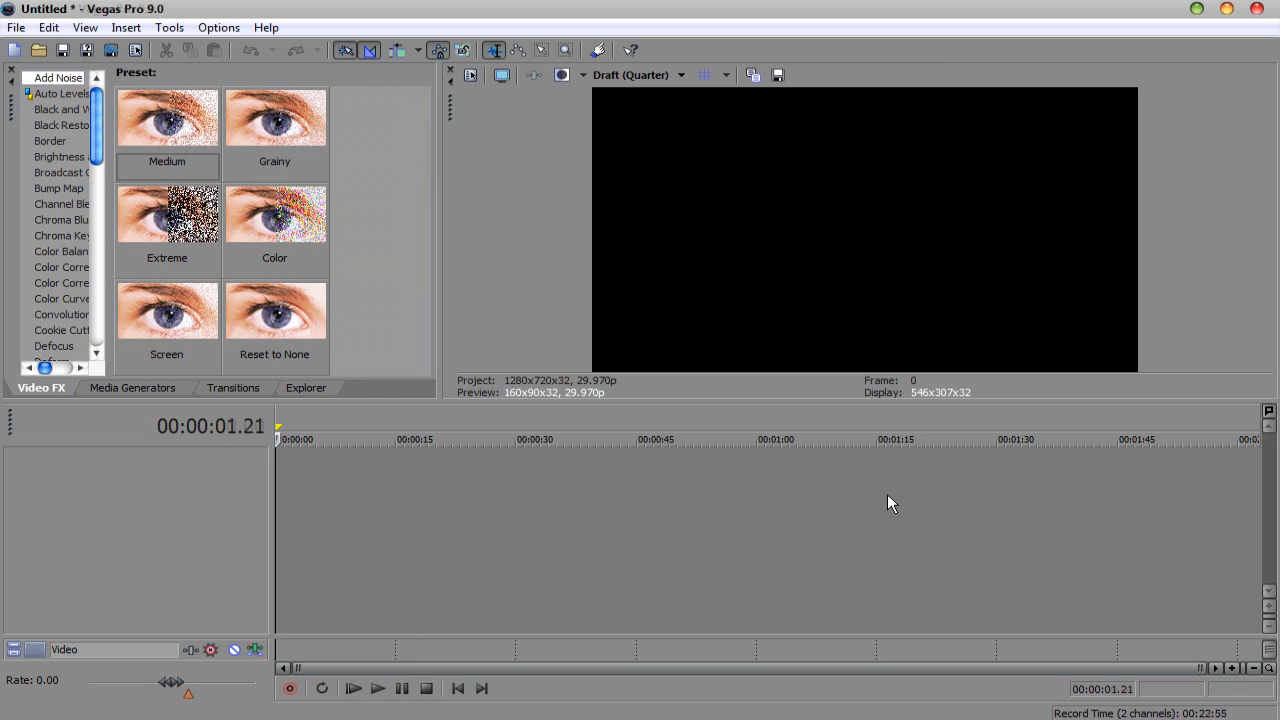 Untitled * - Vegas Pro 9.0
File Edit View Insert Tools Options Help
Add Noise
Auto Levels
Black and W
Black Resto
Border
Brightness
Broadcast C
Bump Map
Channel Ble
Chroma Blu
Chroma Key
Color Balan
Color Corre
Color Corre
Color Curve
Convolution
Cookie Cutt
Defocus
Preset:
Medium
Grainy
Extreme
Color
Screen
Reset to None
Video FX Media Generators Transitions Explorer
Draft (Quarter)
Project: 1280x720x32, 29.970p
Preview: 160x90x32, 29.970p
Frame: 0
Display: 546x307x32
00:00:01.21
0:00:00 00:00:15 00:00:30 00:00:45 00:01:00 00:01:15 00:01:30 00:01:45 00:0
Video
Rate: 0.00
00:00:01.21
Record Time (2 channels): 00:22:55